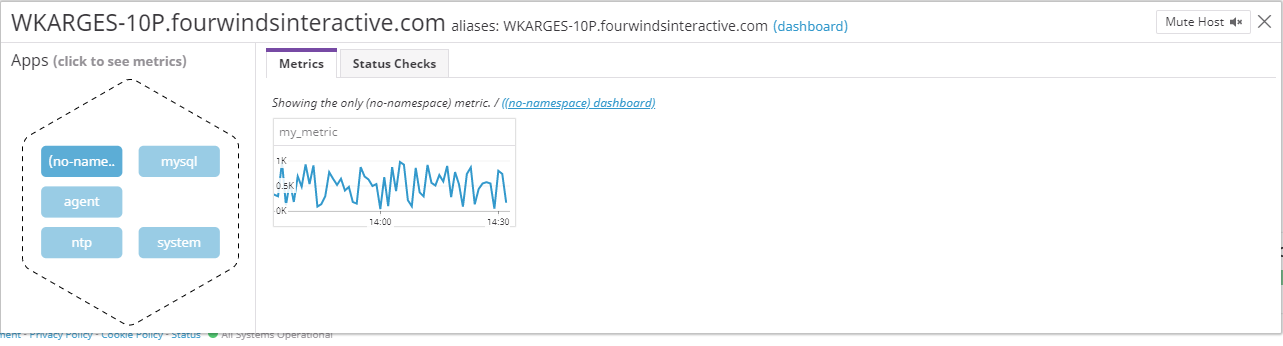 WKARGES-10P.fourwindsinteractive.com aliases: WKARGES-10P.fourwindsinteractive.com (dashboard)
Mute Host
Apps (click to see metrics)
Metrics
Status Checks
Showing the only (no-namespace) metric. / ((no-namespace) dashboard)
my_metric
(no-name..
mysql
agent
ntp
system
1K
0.5K
0K
14:00
14:30
Privacy Policy - Cookie Policy - Status
All Systems Operational